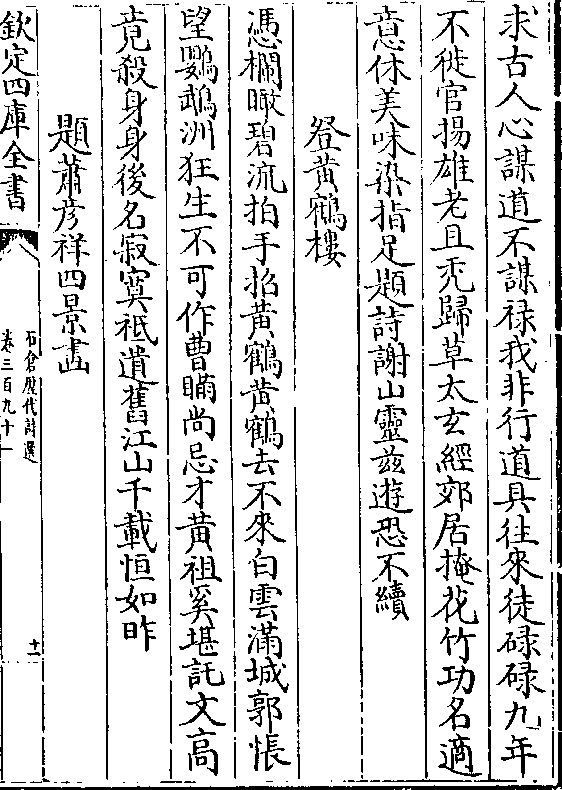 求古人心謀道不謀禄我非行道具往來徒碌碌九年
不徙官揚雄老且秃歸草太玄經郊居掩花竹功名適
意休美味染指足題詩謝山靈兹遊恐不續
登黄鶴樓
憑欄瞰碧流拍手招黄鶴黄鶴去不來白雲滿城郭悵
望鸚鵡洲狂生不可作曹瞞尚忌才黄祖奚堪託文高
竟殺身身後名寂寞祗遺舊江山千載恒如昨
題蕭彦祥四景畫
欽定四庫全書
石倉歴代詩選
卷三百九十一
十一